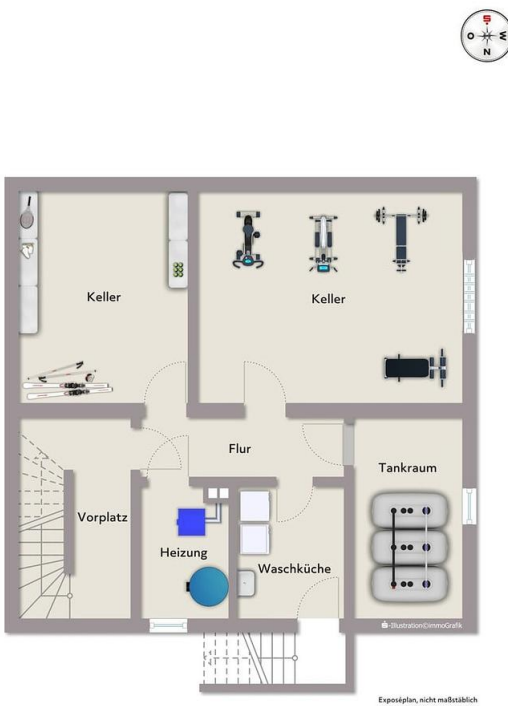 S
O
W
N
Keller
Keller
Flur
Tankraum
Vorplatz
Heizung
Waschküche
S-Illustration©immoGrafik
Exposéplan, nicht maßstäblich